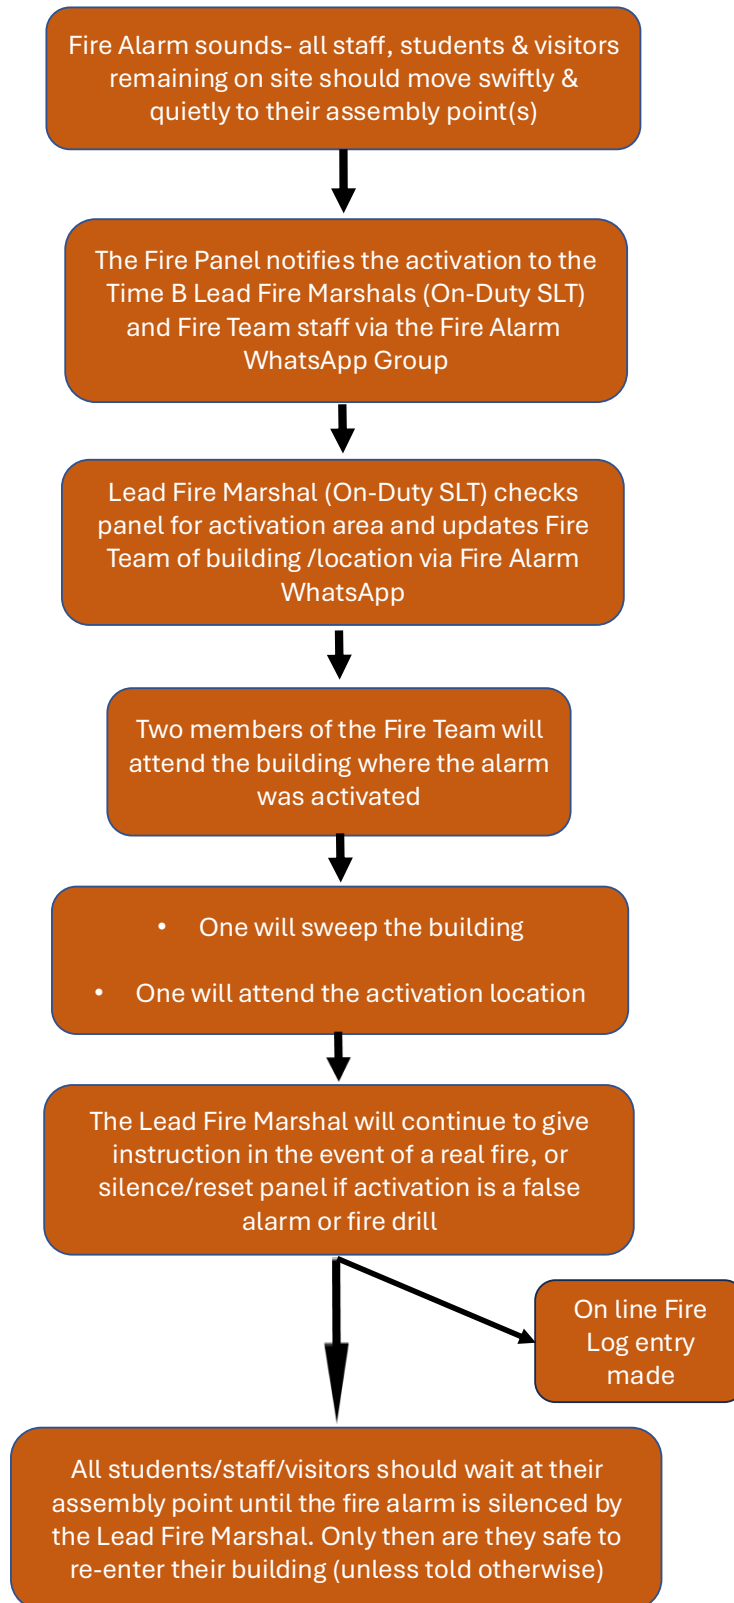 Fire Alarm sounds- all staff, students & visitors
remaining on site should move swiftly &
quietly to their assembly point(s)
The Fire Panel notifies the activation to the
Time B Lead Fire Marshals (On-Duty SLT)
and Fire Team staff via the Fire Alarm
WhatsApp Group
Lead Fire Marshal (On-Duty SLT) checks
panel for activation area and updates Fire
Team of building /location via Fire Alarm
WhatsApp
Two members of the Fire Team will
attend the building where the alarm
was activated
• One will sweep the building
• One will attend the activation location
The Lead Fire Marshal will continue to give
instruction in the event of a real fire, or
silence/reset panel if activation is a false
alarm or fire drill
On line Fire
Log entry
made
All students/staff/visitors should wait at their
assembly point until the fire alarm is silenced by
the Lead Fire Marshal. Only then are they safe to
re-enter their building (unless told otherwise)